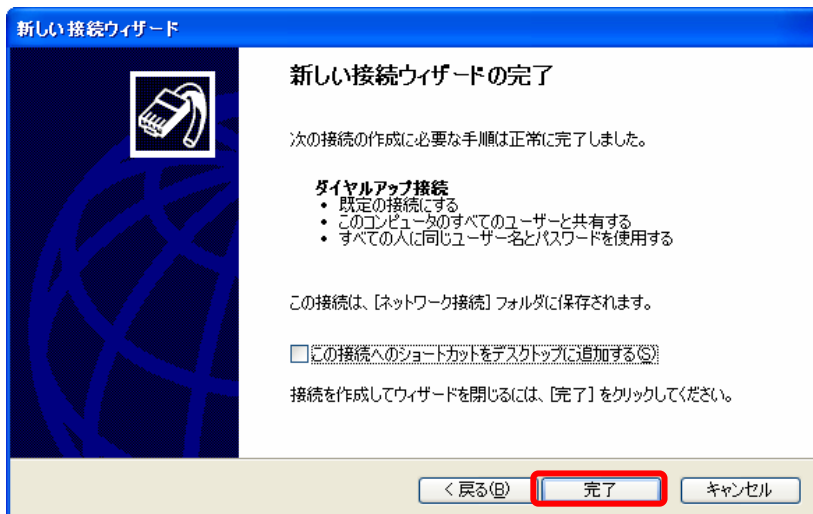 新しい接続ウィザード
新しい接続ウィザードの完了
次の接続の作成に必要な手順は正常に完了しました。
ダイヤルアップ接続
• 既定の接続にする
• このコンピュータのすべてのユーザーと共有する
• すべての人に同じユーザー名とパスワードを使用する
この接続は、[ネットワーク接続] フォルダに保存されます。
この接続へのショートカットをデスクトップに追加する(S)
接続を作成してウィザードを閉じるには、[完了] をクリックしてください。
< 戻る(B)
完了
キャンセル